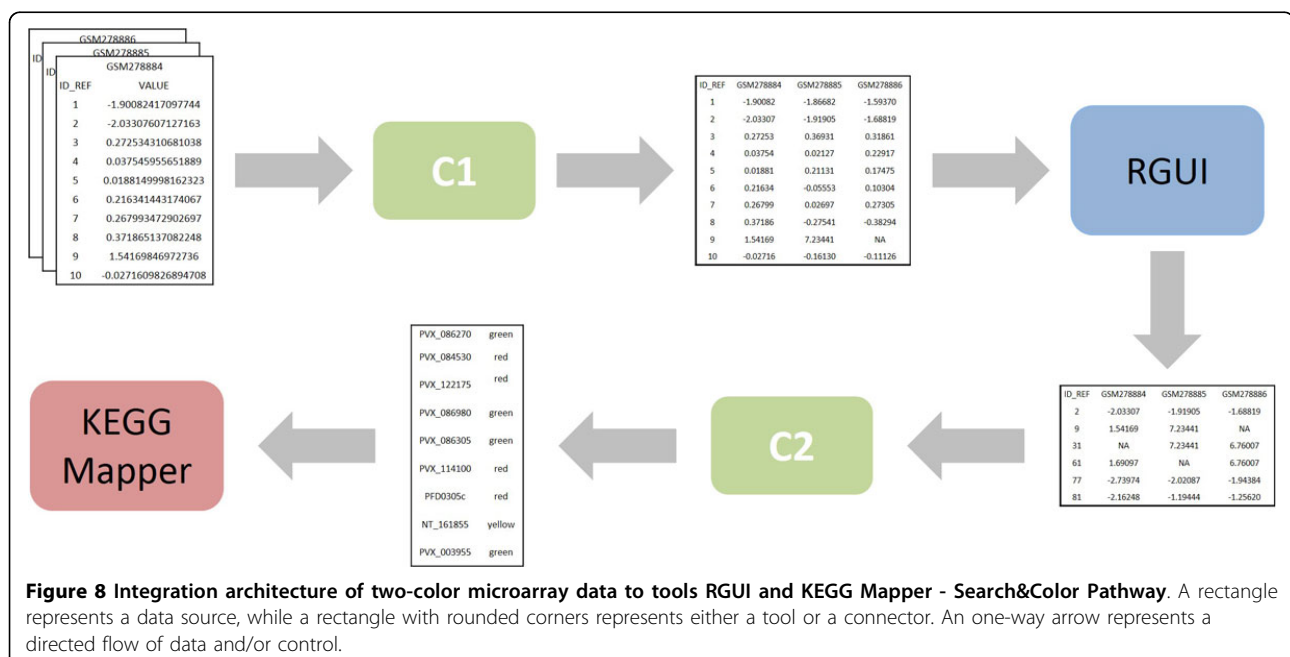 GSM278886
GSM278885
ID
ID
GSM278884
ID_REF VALUE
1 -1.90082417097744
2 -2.03307607127163
3 0.272534310681038
4 0.037545955651889
5 0.0188149998162323
6 0.216341443174067
7 0.267993472902697
8 0.371865137082248
9 1.54169846972736
10 -0.0271609826894708
C1
ID_REF GSM278884 GSM278885 GSM278886
1 -1.90082 -1.86682 -1.59370
2 -2.03307 -1.91905 -1.68819
3 0.27253 0.36931 0.31861
4 0.03754 0.02127 0.22917
5 0.01881 0.21131 0.17475
6 0.21634 -0.05553 0.10304
7 0.26799 0.02697 0.27305
8 0.37186 -0.27541 -0.38294
9 1.54169 7.23441 NA
10 -0.02716 -0.16130 -0.11126
RGUI
ID_REF GSM278884 GSM278885 GSM278886
2 -2.03307 -1.91905 -1.68819
9 1.54169 7.23441 NA
31 NA 7.23441 6.76007
61 1.69097 NA 6.76007
77 -2.73974 -2.02087 -1.94384
81 -2.16248 -1.19444 -1.25620
C2
PVX_086270 green
PVX_084530 red
PVX_122175 red
PVX_086980 green
PVX_086305 green
PVX_114100 red
PFD0305c red
NT_161855 yellow
PVX_003955 green
KEGG
Mapper
Figure 8 Integration architecture of two-color microarray data to tools RGUI and KEGG Mapper - Search&Color Pathway. A rectangle
represents a data source, while a rectangle with rounded corners represents either a tool or a connector. An one-way arrow represents a
directed flow of data and/or control.